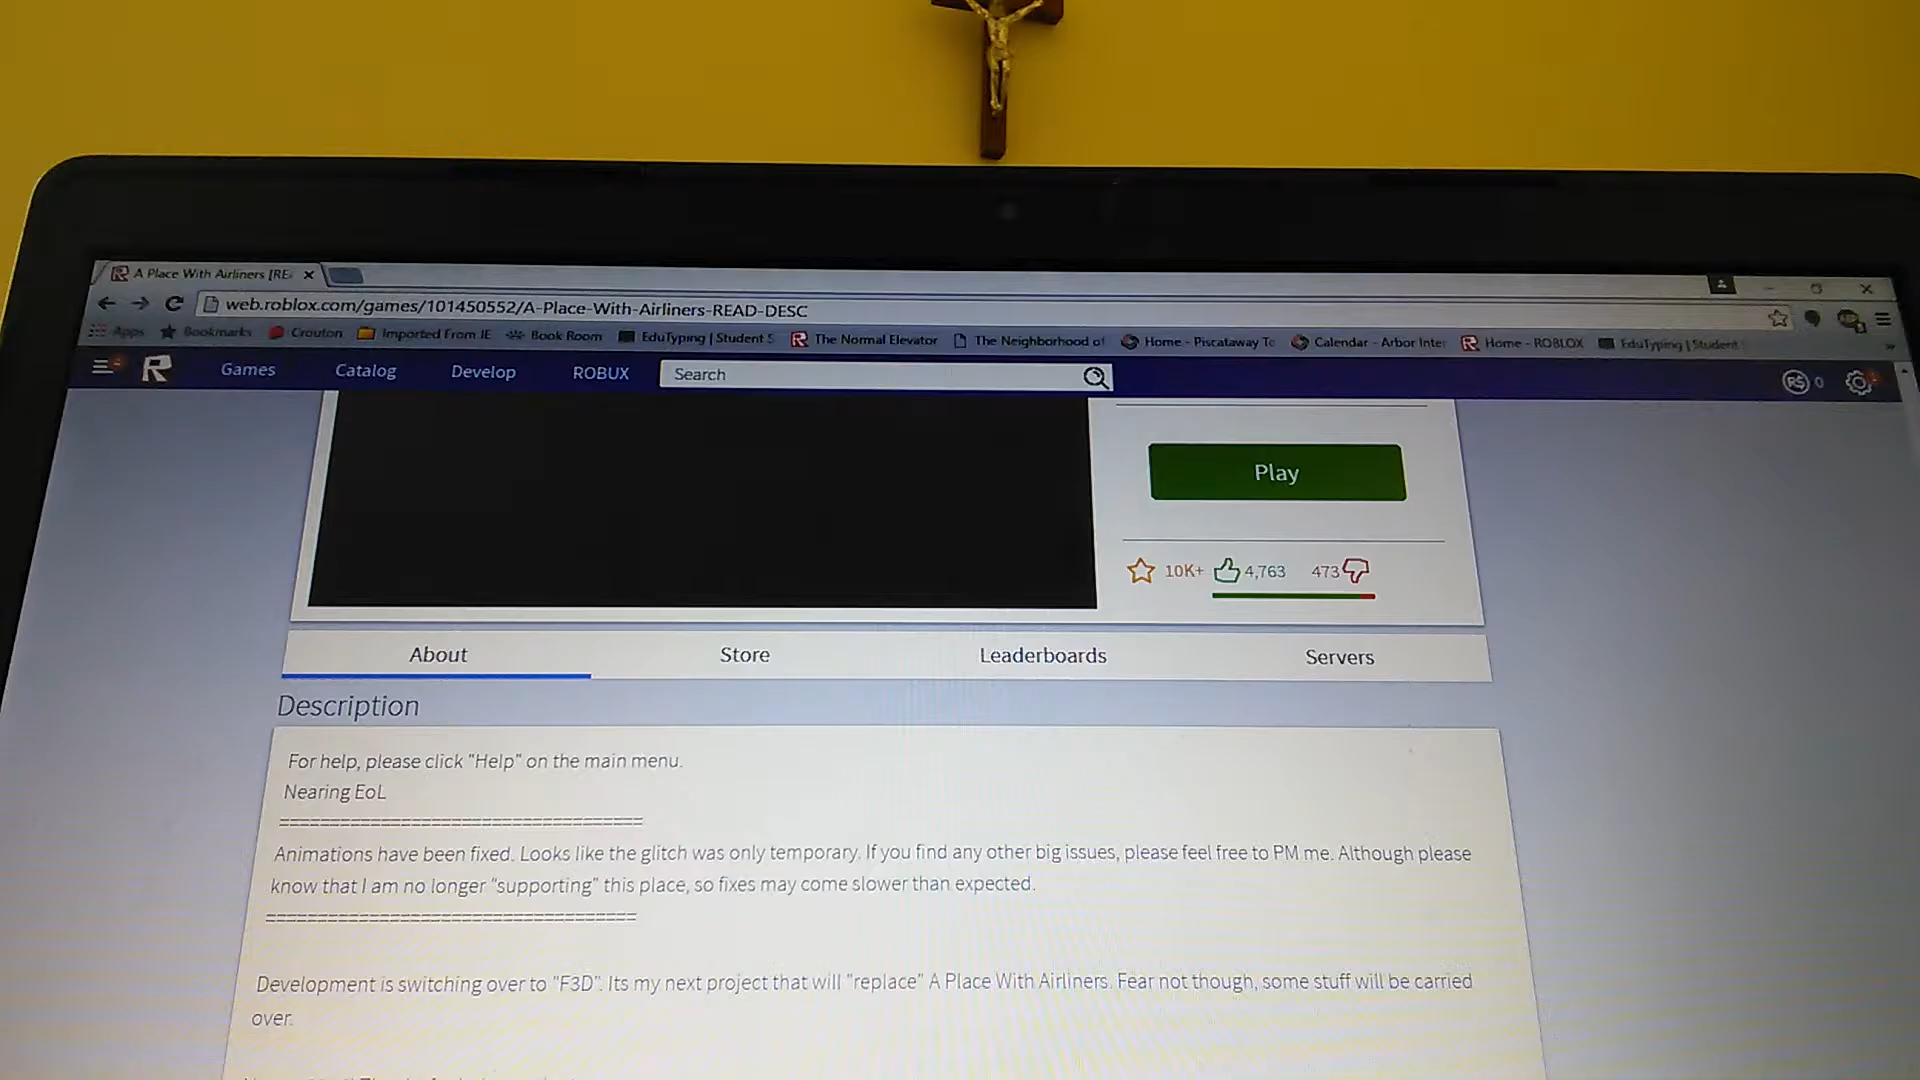 A Place With Airliners [RE
web.roblox.com/games/101450552/A-Place-With-Airliners-READ-DESC
Apps Bookmarks Crouton Imported From IE Book Room EduTyping | Student S The Normal Elevator The Neighborhood of Home - Piscataway To Calendar - Arbor Inter Home - ROBLOX EduTyping | Student
Games Catalog Develop ROBUX Search R$ 0
Play
10K+ 4,763 473
About Store Leaderboards Servers
Description
For help, please click "Help" on the main menu.
Nearing EoL
====================================
Animations have been fixed. Looks like the glitch was only temporary. If you find any other big issues, please feel free to PM me. Although please
know that I am no longer "supporting" this place, so fixes may come slower than expected.
====================================
Development is switching over to "F3D". Its my next project that will "replace" A Place With Airliners. Fear not though, some stuff will be carried
over.